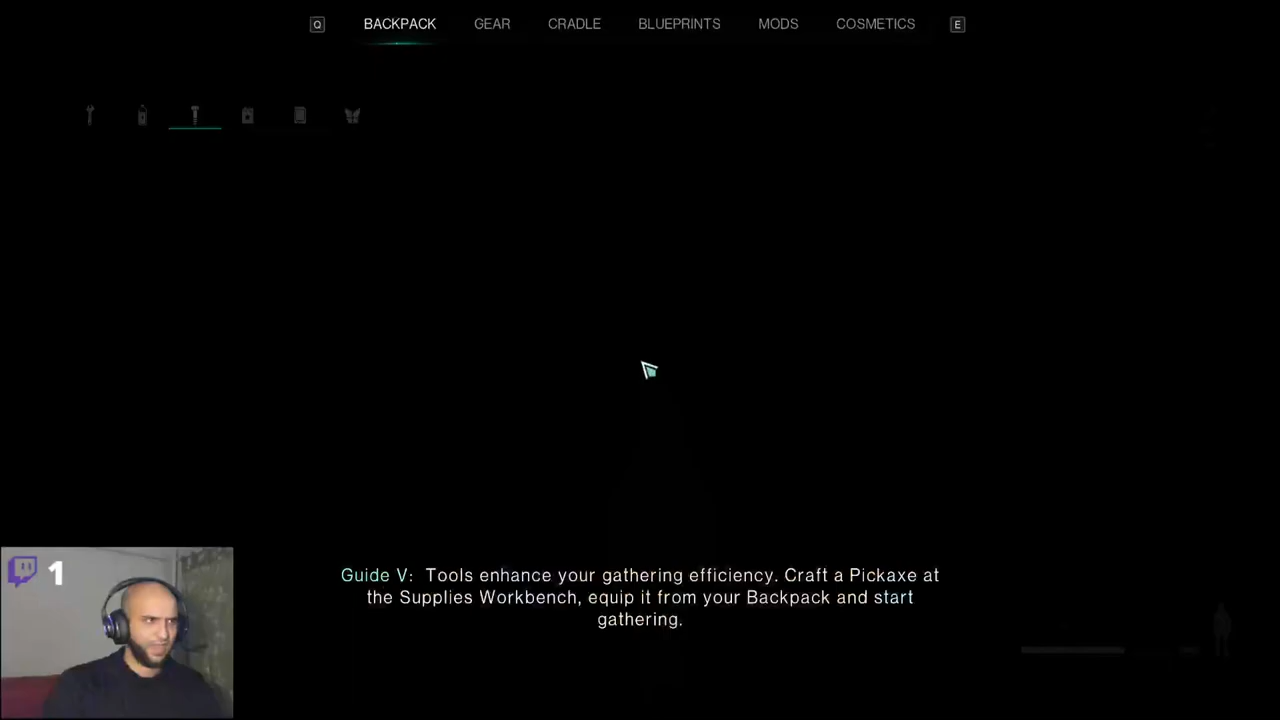 Q BACKPACK GEAR CRADLE BLUEPRINTS MODS COSMETICS E
1
Guide V: Tools enhance your gathering efficiency. Craft a Pickaxe at
the Supplies Workbench, equip it from your Backpack and start
gathering.